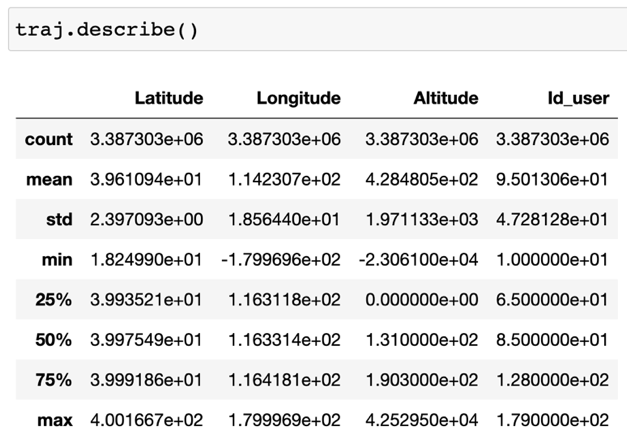 traj.describe()
Latitude Longitude Altitude Id_user
count 3.387303e+06 3.387303e+06 3.387303e+06 3.387303e+06
mean 3.961094e+01 1.142307e+02 4.284805e+02 9.501306e+01
std 2.397093e+00 1.856440e+01 1.971133e+03 4.728128e+01
min 1.824990e+01 -1.799696e+02 -2.306100e+04 1.000000e+01
25% 3.993521e+01 1.163118e+02 0.000000e+00 6.500000e+01
50% 3.997549e+01 1.163314e+02 1.310000e+02 8.500000e+01
75% 3.999186e+01 1.164181e+02 1.903000e+02 1.280000e+02
max 4.001667e+02 1.799969e+02 4.252950e+04 1.790000e+02